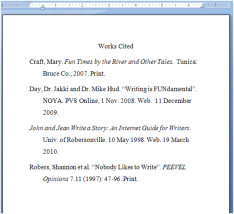 Works Cited
Craft, Mary. Fun Times by the River and Other Tales. Tunica:
Bruce Co., 2007. Print.
Day, Dr. Jakki and Dr. Mike Hud. "Writing is FUNdamental".
NOYA. PVS Online, 1 Nov. 2008. Web. 11 December
2009.
John and Jean Write a Story: An Internet Guide for Writers.
Univ. of Robersonville. 10 May 1998. Web. 19 March
2010.
Robers, Shannon et al. "Nobody Likes to Write". PEEVEL
Opinions 7.11 (1997): 47-96. Print.